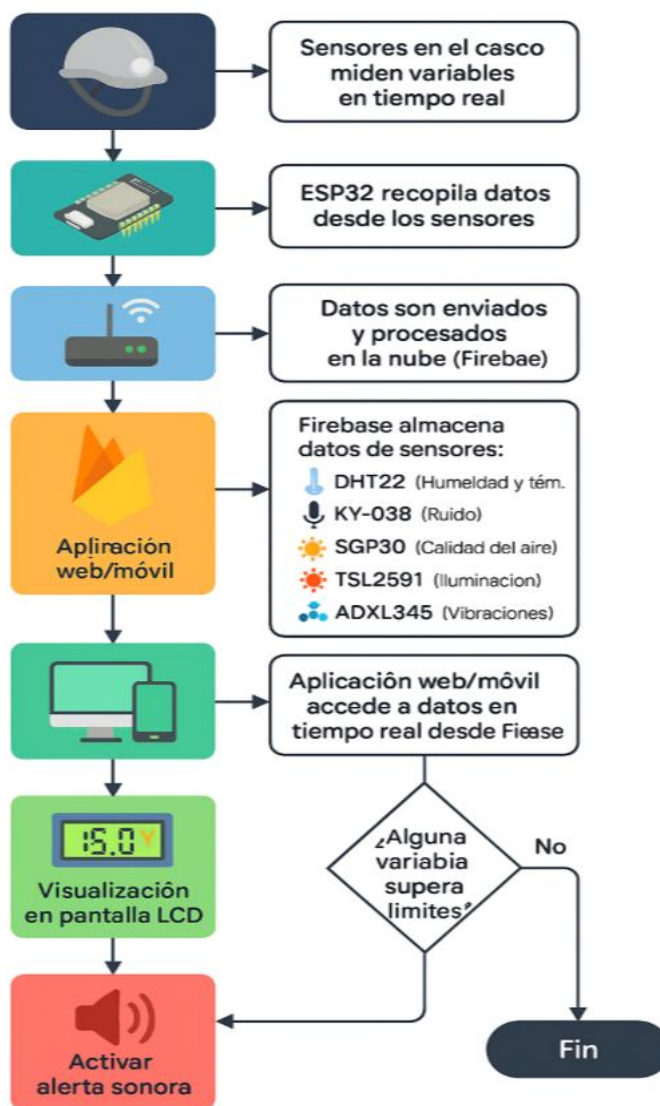 Sensores en el casco
miden variables
en tiempo real
ESP32 recopila datos
desde los sensores
Datos son enviados
y procesados
en la nube (Firebae)
Apliración
web/móvil
Firebase almacena
datos de sensores:
DHT22 (Humeldad y tém.
KY-038 (Ruido)
SGP30 (Calidad del aire)
TSL2591 (Iluminacion)
ADXL345 (Vibraciones)
Aplicación web/môvil
accede a datos en
tiempo real desde Fiease
15.0
Visualización
en pantalla LCD
¿Alguna
variabia
supera
limites?
No
Activar
alerta sonora
Fin